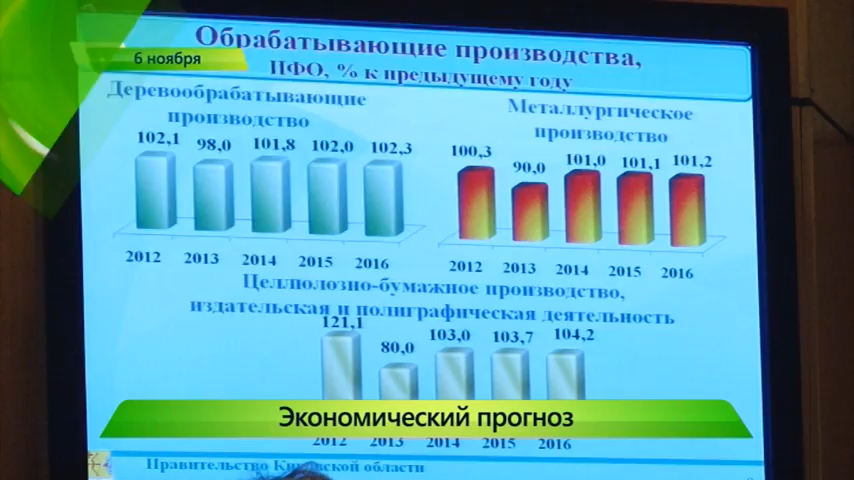 Обрабатывающие производства,
6 ноября
ИФО, % к предыдущему году
Деревообрабатывающие
производство
102,1 98,0 101,8 102,0 102,3
2012 2013 2014 2015 2016
Металлургическое
производство
100,3 90,0 101,0 101,1 101,2
2012 2013 2014 2015 2016
Целлюлозно-бумажное производство,
издательская и полиграфическая деятельность
121,1 80,0 103,0 103,7 104,2
Экономический прогноз
2012 2013 2014 2015 2016
Правительство Кировской области